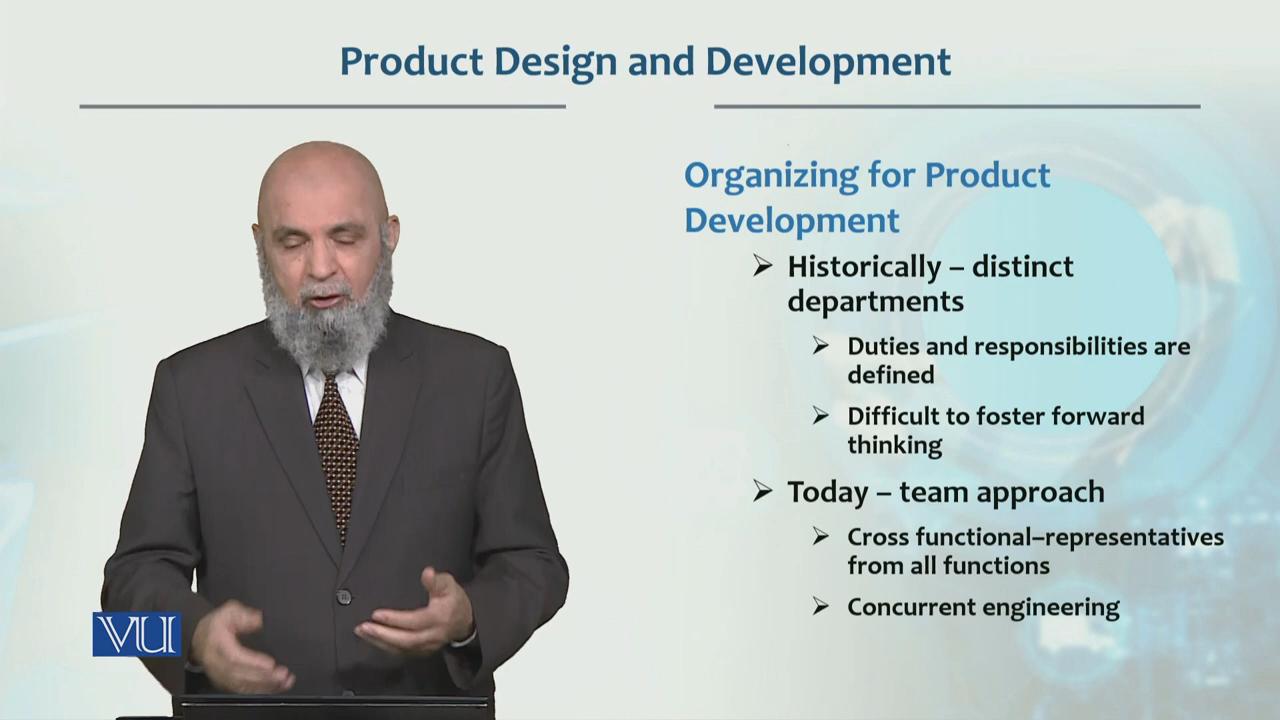 Product Design and Development
Organizing for Product
Development
➢ Historically – distinct
departments
➢ Duties and responsibilities are
defined
➢ Difficult to foster forward
thinking
➢ Today – team approach
➢ Cross functional–representatives
from all functions
➢ Concurrent engineering
VU